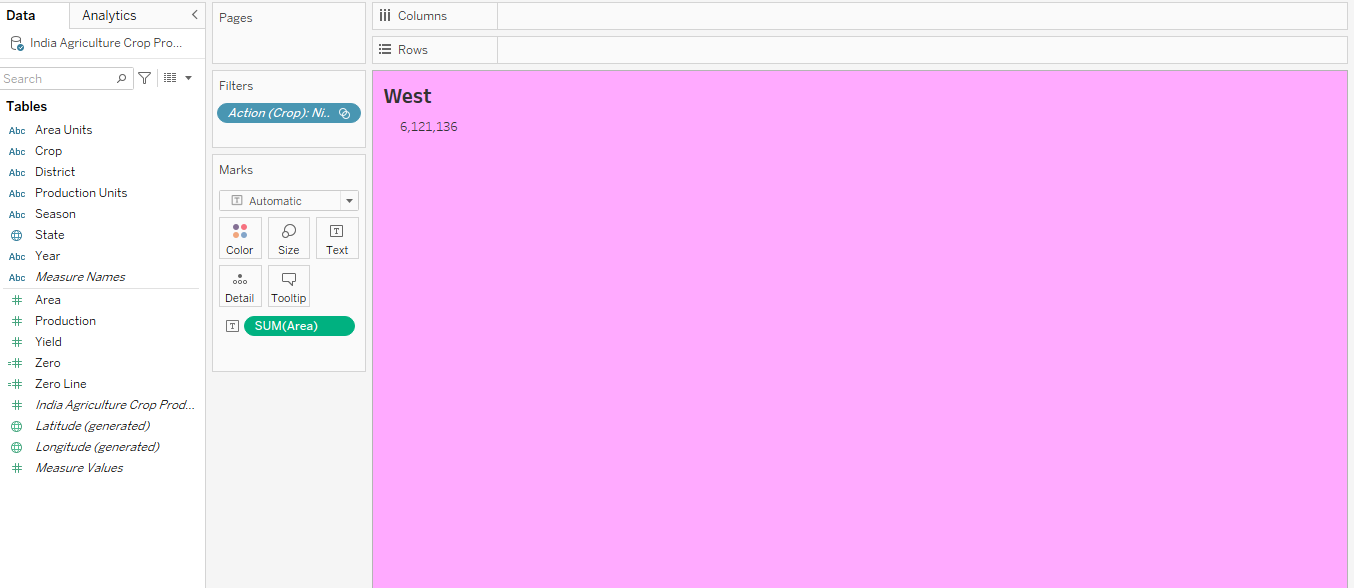 Data
Analytics
India Agriculture Crop Pro...
Search
Tables
Abc Area Units
Abc Crop
Abc District
Abc Production Units
Abc Season
State
Abc Year
Abc Measure Names
Area
Production
Yield
Zero
Zero Line
India Agriculture Crop Prod...
Latitude (generated)
Longitude (generated)
Measure Values
Pages
Filters
Action (Crop): Ni..
Marks
T Automatic
Color Size Text
Detail Tooltip
T SUM(Area)
Columns
Rows
West
6,121,136